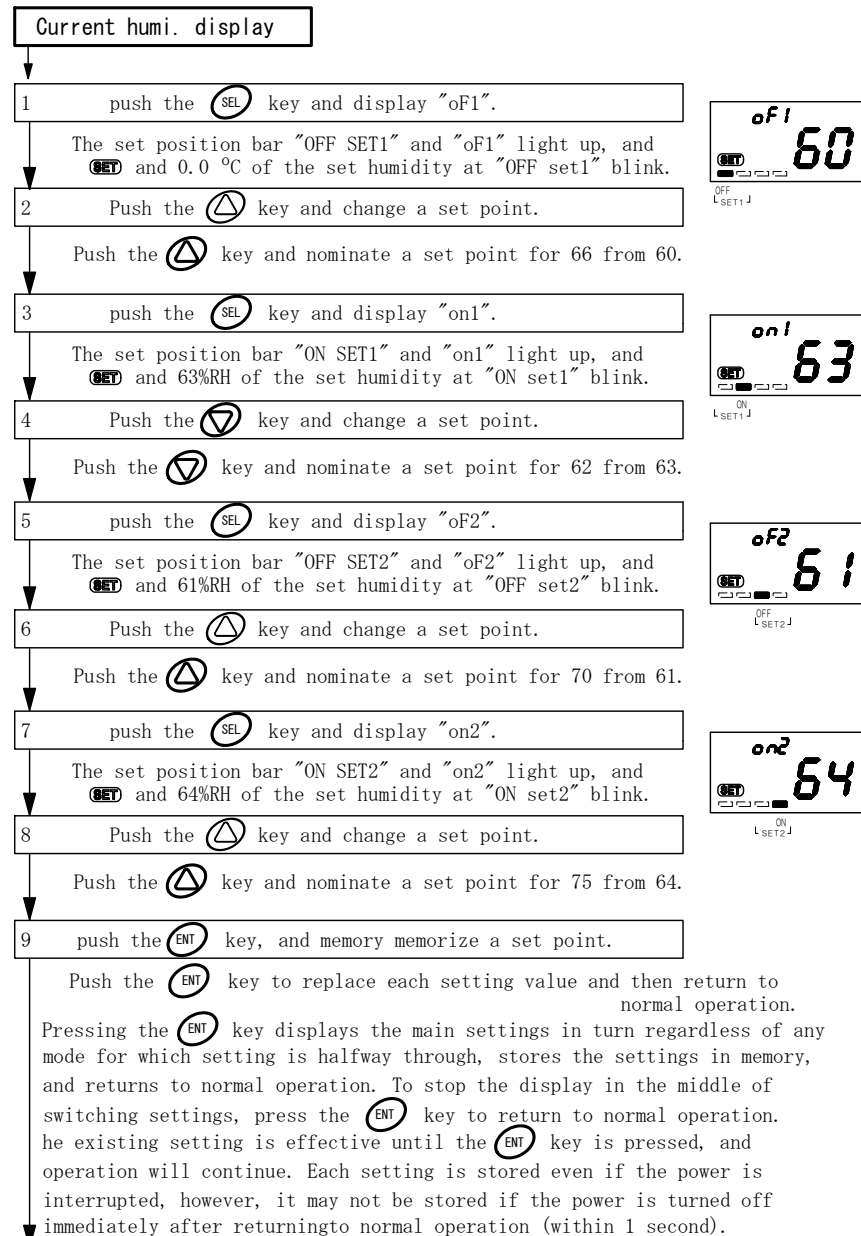 Current humi. display
1 push the SEL key and display "oF1".
The set position bar "OFF SET1" and "oF1" light up, and
SET and 0.0 °C of the set humidity at "OFF set1" blink.
oF1
60
SET
OFF
SET1
2 Push the △ key and change a set point.
Push the △ key and nominate a set point for 66 from 60.
3 push the SEL key and display "on1".
The set position bar "ON SET1" and "on1" light up, and
SET and 63%RH of the set humidity at "ON set1" blink.
on1
63
SET
ON
SET1
4 Push the ▽ key and change a set point.
Push the ▽ key and nominate a set point for 62 from 63.
5 push the SEL key and display "oF2".
The set position bar "OFF SET2" and "oF2" light up, and
SET and 61%RH of the set humidity at "OFF set2" blink.
oF2
61
SET
OFF
SET2
6 Push the △ key and change a set point.
Push the △ key and nominate a set point for 70 from 61.
7 push the SEL key and display "on2".
The set position bar "ON SET2" and "on2" light up, and
SET and 64%RH of the set humidity at "ON set2" blink.
on2
64
SET
ON
SET2
8 Push the △ key and change a set point.
Push the △ key and nominate a set point for 75 from 64.
9 push the ENT key, and memory memorize a set point.
Push the ENT key to replace each setting value and then return to
normal operation.
Pressing the ENT key displays the main settings in turn regardless of any
mode for which setting is halfway through, stores the settings in memory,
and returns to normal operation. To stop the display in the middle of
switching settings, press the ENT key to return to normal operation.
he existing setting is effective until the ENT key is pressed, and
operation will continue. Each setting is stored even if the power is
interrupted, however, it may not be stored if the power is turned off
immediately after returningto normal operation (within 1 second).